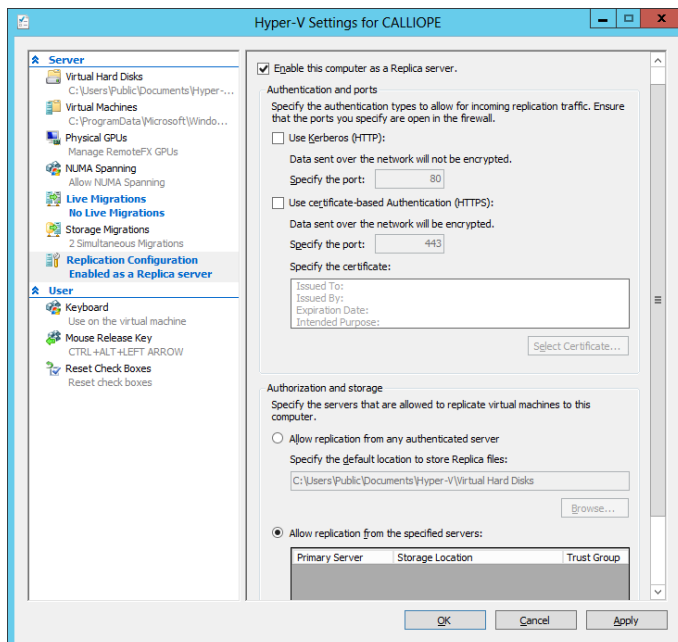 Hyper-V Settings for CALLIOPE
Server
Virtual Hard Disks
C:\Users\Public\Documents\Hyper-...
Virtual Machines
C:\ProgramData\Microsoft\Windo...
Physical GPUs
Manage RemoteFX GPUs
NUMA Spanning
Allow NUMA Spanning
Live Migrations
No Live Migrations
Storage Migrations
2 Simultaneous Migrations
Replication Configuration
Enabled as a Replica server
User
Keyboard
Use on the virtual machine
Mouse Release Key
CTRL+ALT+LEFT ARROW
Reset Check Boxes
Reset check boxes
Enable this computer as a Replica server.
Authentication and ports
Specify the authentication types to allow for incoming replication traffic. Ensure
that the ports you specify are open in the firewall.
Use Kerberos (HTTP):
Data sent over the network will not be encrypted.
Specify the port: 80
Use certificate-based Authentication (HTTPS):
Data sent over the network will be encrypted.
Specify the port: 443
Specify the certificate:
Issued To:
Issued By:
Expiration Date:
Intended Purpose:
Select Certificate...
Authorization and storage
Specify the servers that are allowed to replicate virtual machines to this
computer.
Allow replication from any authenticated server
Specify the default location to store Replica files:
C:\Users\Public\Documents\Hyper-V\Virtual Hard Disks
Browse...
Allow replication from the specified servers:
Primary Server Storage Location Trust Group
OK Cancel Apply